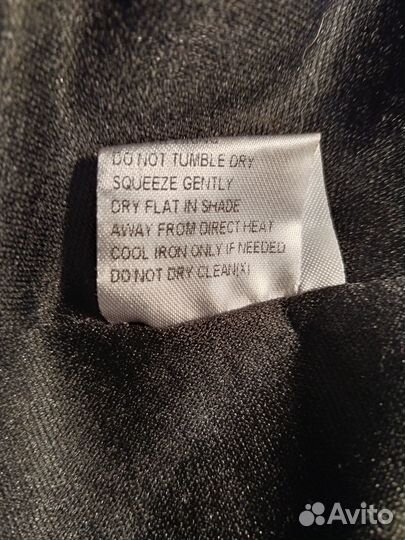 DO NOT TUMBLE DRY
SQUEEZE GENTLY
DRY FLAT IN SHADE
AWAY FROM DIRECT HEAT
COOL IRON ONLY IF NEEDED
DO NOT DRY CLEAN(X)
Avito